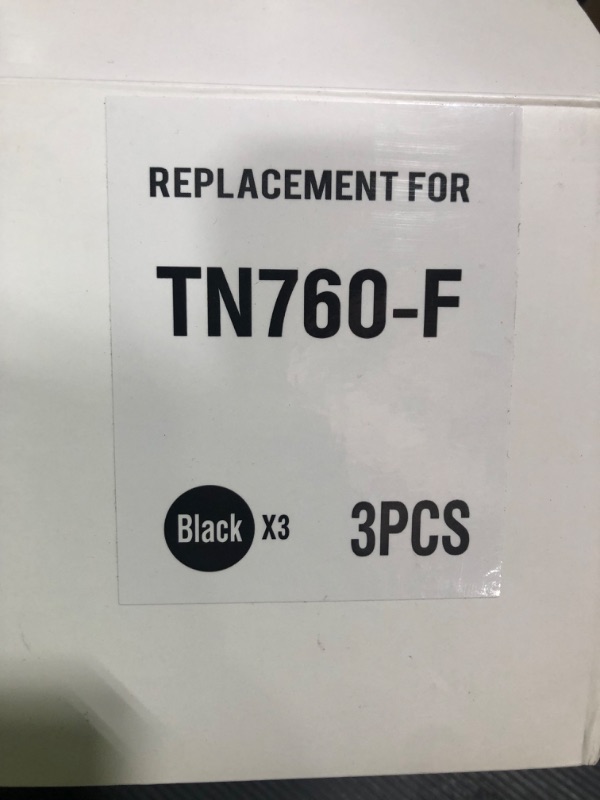 REPLACEMENT FOR
TN760-F
Black X3 3PCS